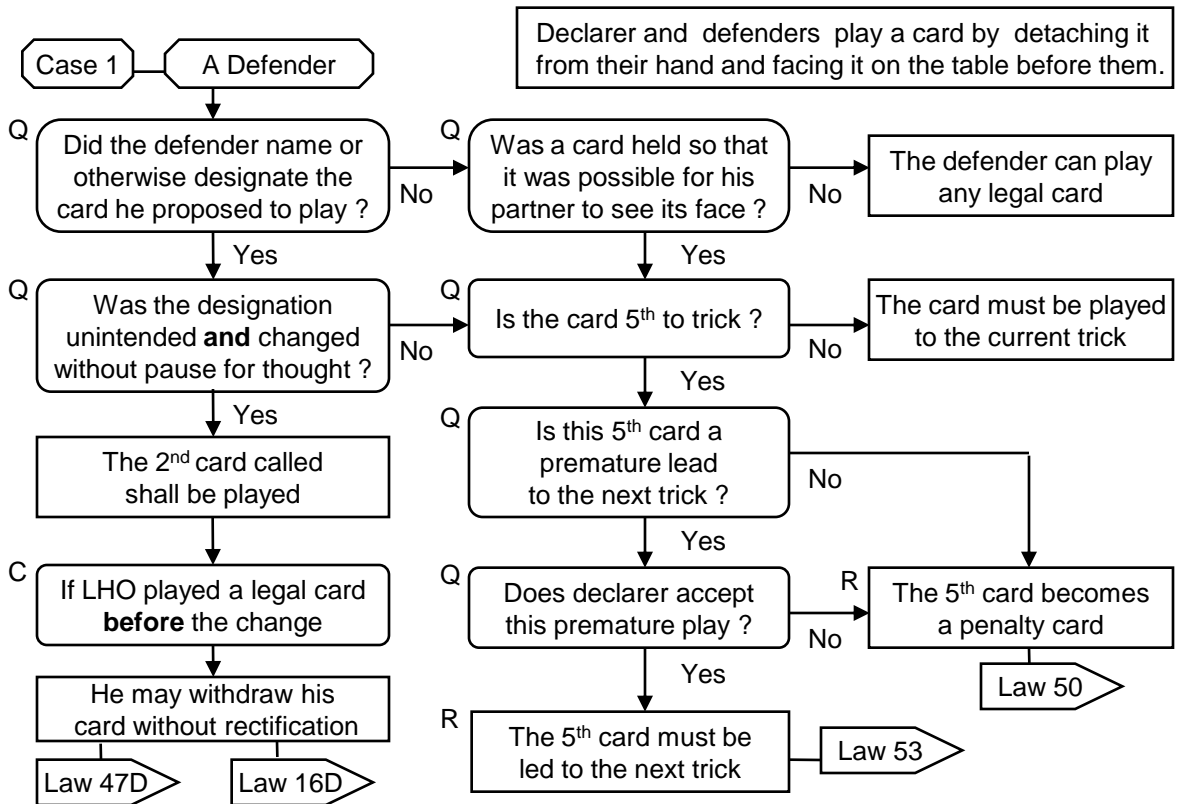 Declarer and defenders play a card by detaching it
from their hand and facing it on the table before them.
Case 1
A Defender
Q
Did the defender name or
otherwise designate the
card he proposed to play ?
No
Yes
Q
Was a card held so that
it was possible for his
partner to see its face ?
No
Yes
The defender can play
any legal card
Q
Was the designation
unintended and changed
without pause for thought ?
No
Yes
Q
Is the card 5th to trick ?
No
Yes
The card must be played
to the current trick
The 2nd card called
shall be played
Q
Is this 5th card a
premature lead
to the next trick ?
No
Yes
C
If LHO played a legal card
before the change
Q
Does declarer accept
this premature play ?
No
Yes
R
The 5th card becomes
a penalty card
Law 50
He may withdraw his
card without rectification
Law 47D
Law 16D
R
The 5th card must be
led to the next trick
Law 53